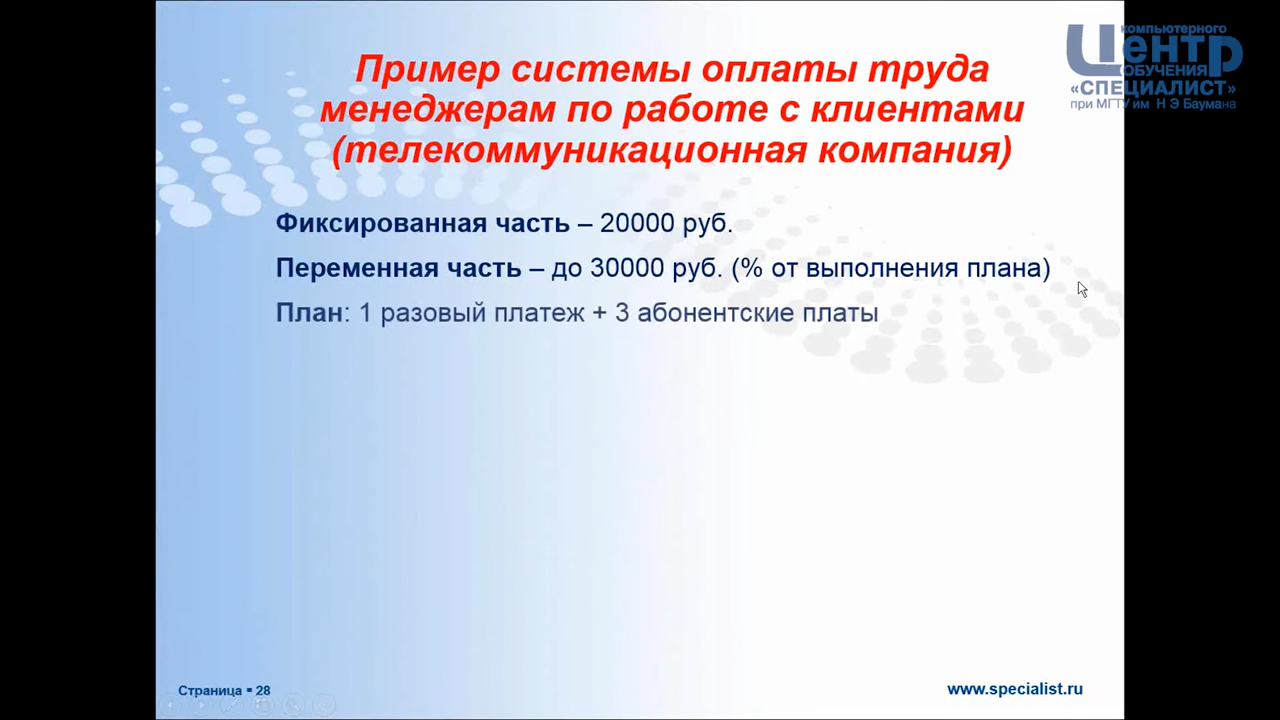 компьютерного
Центр
ОБУЧЕНИЯ
«СПЕЦИАЛИСТ»
при МГТУ им Н Э Баумана
Пример системы оплаты труда
менеджерам по работе с клиентами
(телекоммуникационная компания)
Фиксированная часть – 20000 руб.
Переменная часть – до 30000 руб. (% от выполнения плана)
План: 1 разовый платеж + 3 абонентские платы
Страница ▪ 28
www.specialist.ru